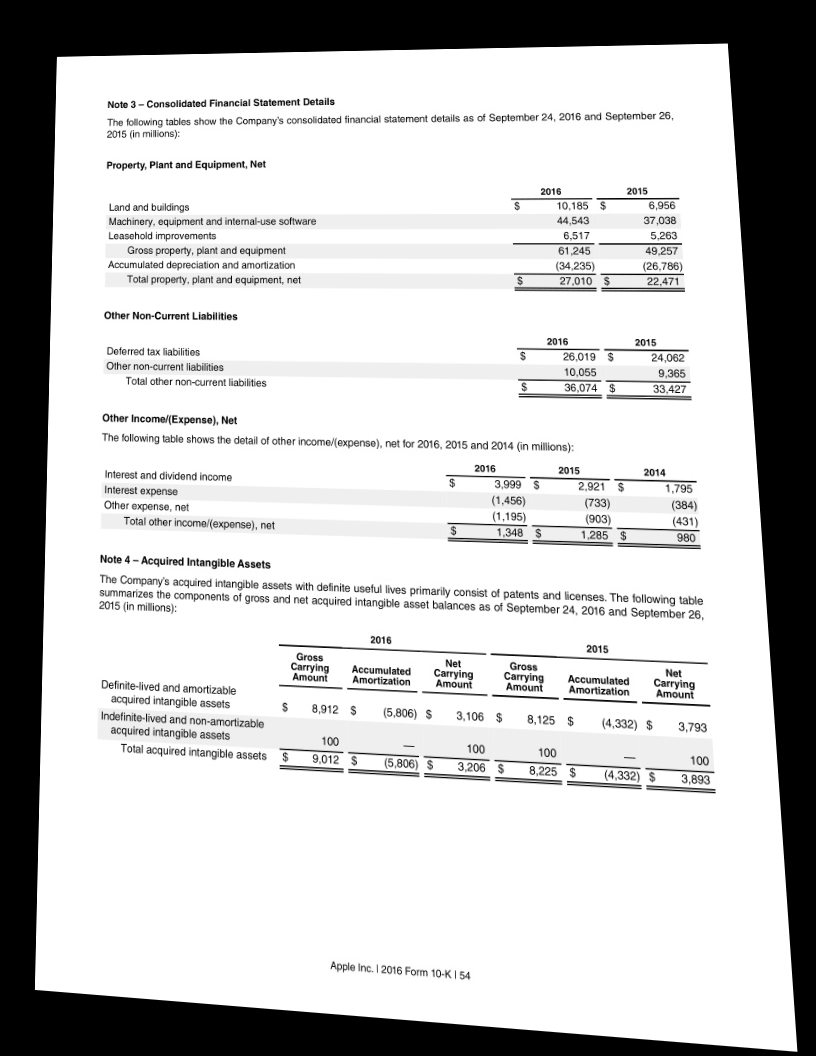 Note 3 – Consolidated Financial Statement Details
The following tables show the Company's consolidated financial statement details as of September 24, 2016 and September 26,
2015 (in millions):
Property, Plant and Equipment, Net
2016 2015
Land and buildings $ 10,185 $ 6,956
Machinery, equipment and internal-use software 44,543 37,038
Leasehold improvements 6,517 5,263
Gross property, plant and equipment 61,245 49,257
Accumulated depreciation and amortization (34,235) (26,786)
Total property, plant and equipment, net $ 27,010 $ 22,471
Other Non-Current Liabilities
2016 2015
Deferred tax liabilities $ 26,019 $ 24,062
Other non-current liabilities 10,055 9,365
Total other non-current liabilities $ 36,074 $ 33,427
Other Income/(Expense), Net
The following table shows the detail of other income/(expense), net for 2016, 2015 and 2014 (in millions):
2016 2015 2014
Interest and dividend income $ 3,999 $ 2,921 $ 1,795
Interest expense (1,456) (733) (384)
Other expense, net (1,195) (903) (431)
Total other income/(expense), net $ 1,348 $ 1,285 $ 980
Note 4 – Acquired Intangible Assets
The Company's acquired intangible assets with definite useful lives primarily consist of patents and licenses. The following table
summarizes the components of gross and net acquired intangible asset balances as of September 24, 2016 and September 26,
2015 (in millions):
2016 2015
Gross Carrying Amount Accumulated Amortization Net Carrying Amount Gross Carrying Amount Accumulated Amortization Net Carrying Amount
Definite-lived and amortizable
acquired intangible assets $ 8,912 $ (5,806) $ 3,106 $ 8,125 $ (4,332) $ 3,793
Indefinite-lived and non-amortizable
acquired intangible assets 100 — 100 100 — 100
Total acquired intangible assets $ 9,012 $ (5,806) $ 3,206 $ 8,225 $ (4,332) $ 3,893
Apple Inc. | 2016 Form 10-K | 54